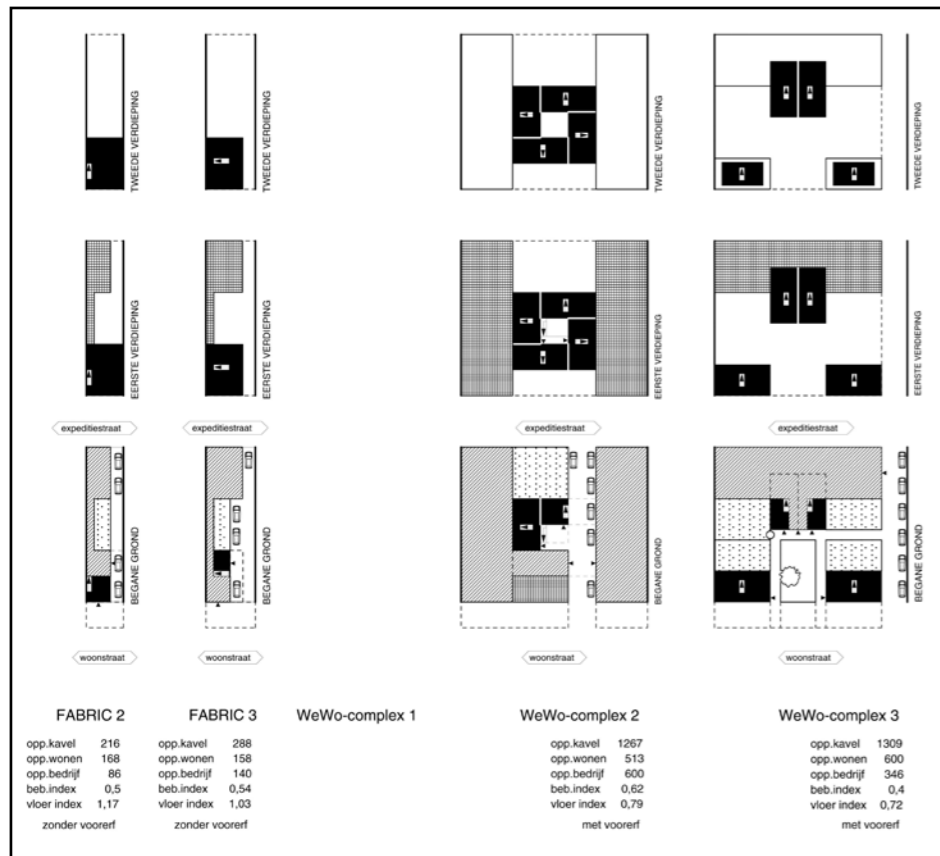 TWEEDE VERDIEPING
TWEEDE VERDIEPING
TWEEDE VERDIEPING
TWEEDE VERDIEPING
EERSTE VERDIEPING
EERSTE VERDIEPING
EERSTE VERDIEPING
EERSTE VERDIEPING
expeditiestraat
expeditiestraat
expeditiestraat
expeditiestraat
BEGANE GROND
BEGANE GROND
BEGANE GROND
BEGANE GROND
woonstraat
woonstraat
woonstraat
woonstraat
FABRIC 2
opp.kavel 216
opp.wonen 168
opp.bedrijf 86
beb.index 0,5
vloer index 1,17
zonder voorerf
FABRIC 3
opp.kavel 288
opp.wonen 158
opp.bedrijf 140
beb.index 0,54
vloer index 1,03
zonder voorerf
WeWo-complex 1
WeWo-complex 2
opp.kavel 1267
opp.wonen 513
opp.bedrijf 600
beb.index 0,62
vloer index 0,79
met voorerf
WeWo-complex 3
opp.kavel 1309
opp.wonen 600
opp.bedrijf 346
beb.index 0,4
vloer index 0,72
met voorerf